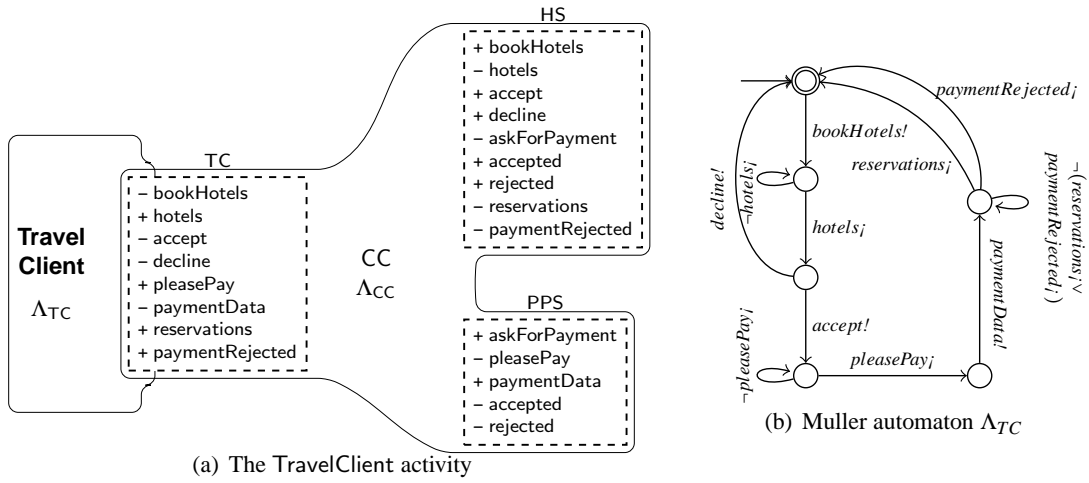 HS
+ bookHotels
– hotels
+ accept
+ decline
– askForPayment
+ accepted
+ rejected
– reservations
– paymentRejected
TC
– bookHotels
+ hotels
– accept
– decline
+ pleasePay
– paymentData
+ reservations
+ paymentRejected
Travel
Client
Λ_TC
CC
Λ_CC
PPS
+ askForPayment
– pleasePay
+ paymentData
– accepted
– rejected
(a) The TravelClient activity
paymentRejected¡
bookHotels!
reservations¡
decline!
¬hotels¡
hotels¡
¬(reservations¡∨
paymentRejected¡)
paymentData!
accept!
¬pleasePay¡
pleasePay¡
(b) Muller automaton Λ_TC